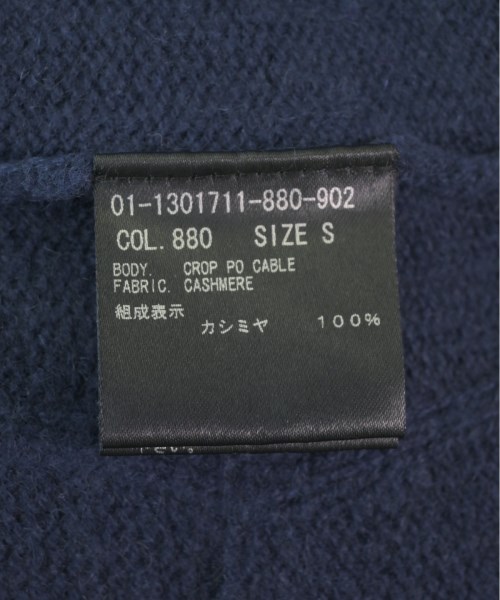 01-1301711-880-902
COL. 880 SIZE S
BODY. CROP PO CABLE
FABRIC. CASHMERE
組成表示
カシミヤ 100%